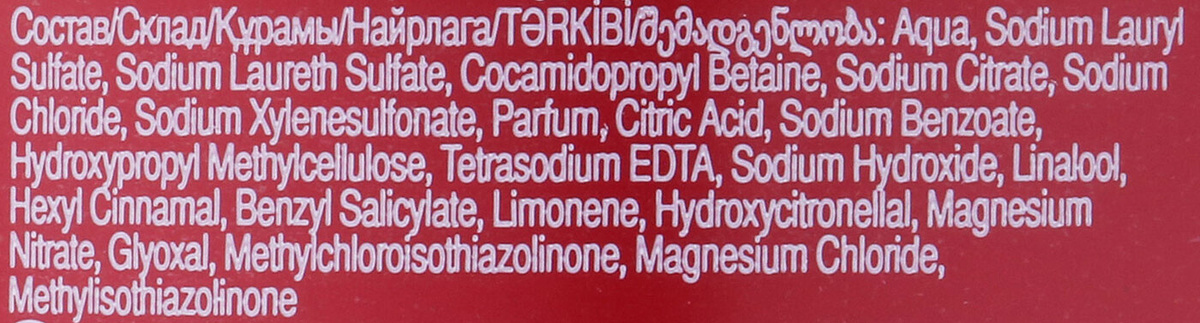 Состав/Склад/Құрамы/Найрлага/TƏRKİBİ/შემადგენლობა: Aqua, Sodium Lauryl
Sulfate, Sodium Laureth Sulfate, Cocamidopropyl Betaine, Sodium Citrate, Sodium
Chloride, Sodium Xylenesulfonate, Parfum, Citric Acid, Sodium Benzoate,
Hydroxypropyl Methylcellulose, Tetrasodium EDTA, Sodium Hydroxide, Linalool,
Hexyl Cinnamal, Benzyl Salicylate, Limonene, Hydroxycitronellal, Magnesium
Nitrate, Glyoxal, Methylchloroisothiazolinone, Magnesium Chloride,
Methylisothiazolinone